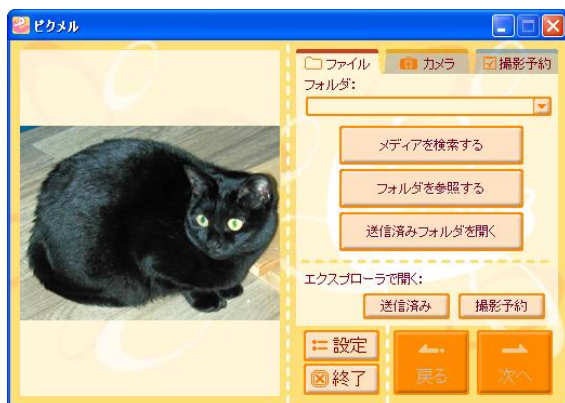 ピクメル
ファイル カメラ 撮影予約
フォルダ:
メディアを検索する
フォルダを参照する
送信済みフォルダを開く
エクスプローラで開く:
送信済み 撮影予約
設定
終了
戻る 次へ